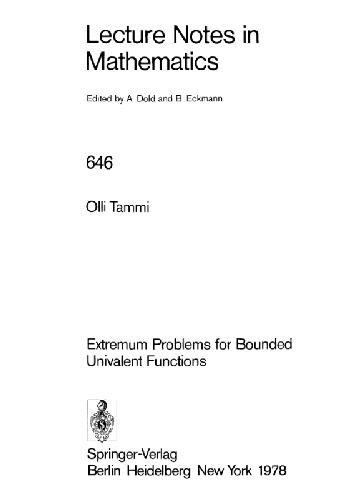 Lecture Notes in
Mathematics
Edited by A. Dold and B. Eckmann
646
Olli Tammi
Extremum Problems for Bounded
Univalent Functions
Springer-Verlag
Berlin Heidelberg New York 1978